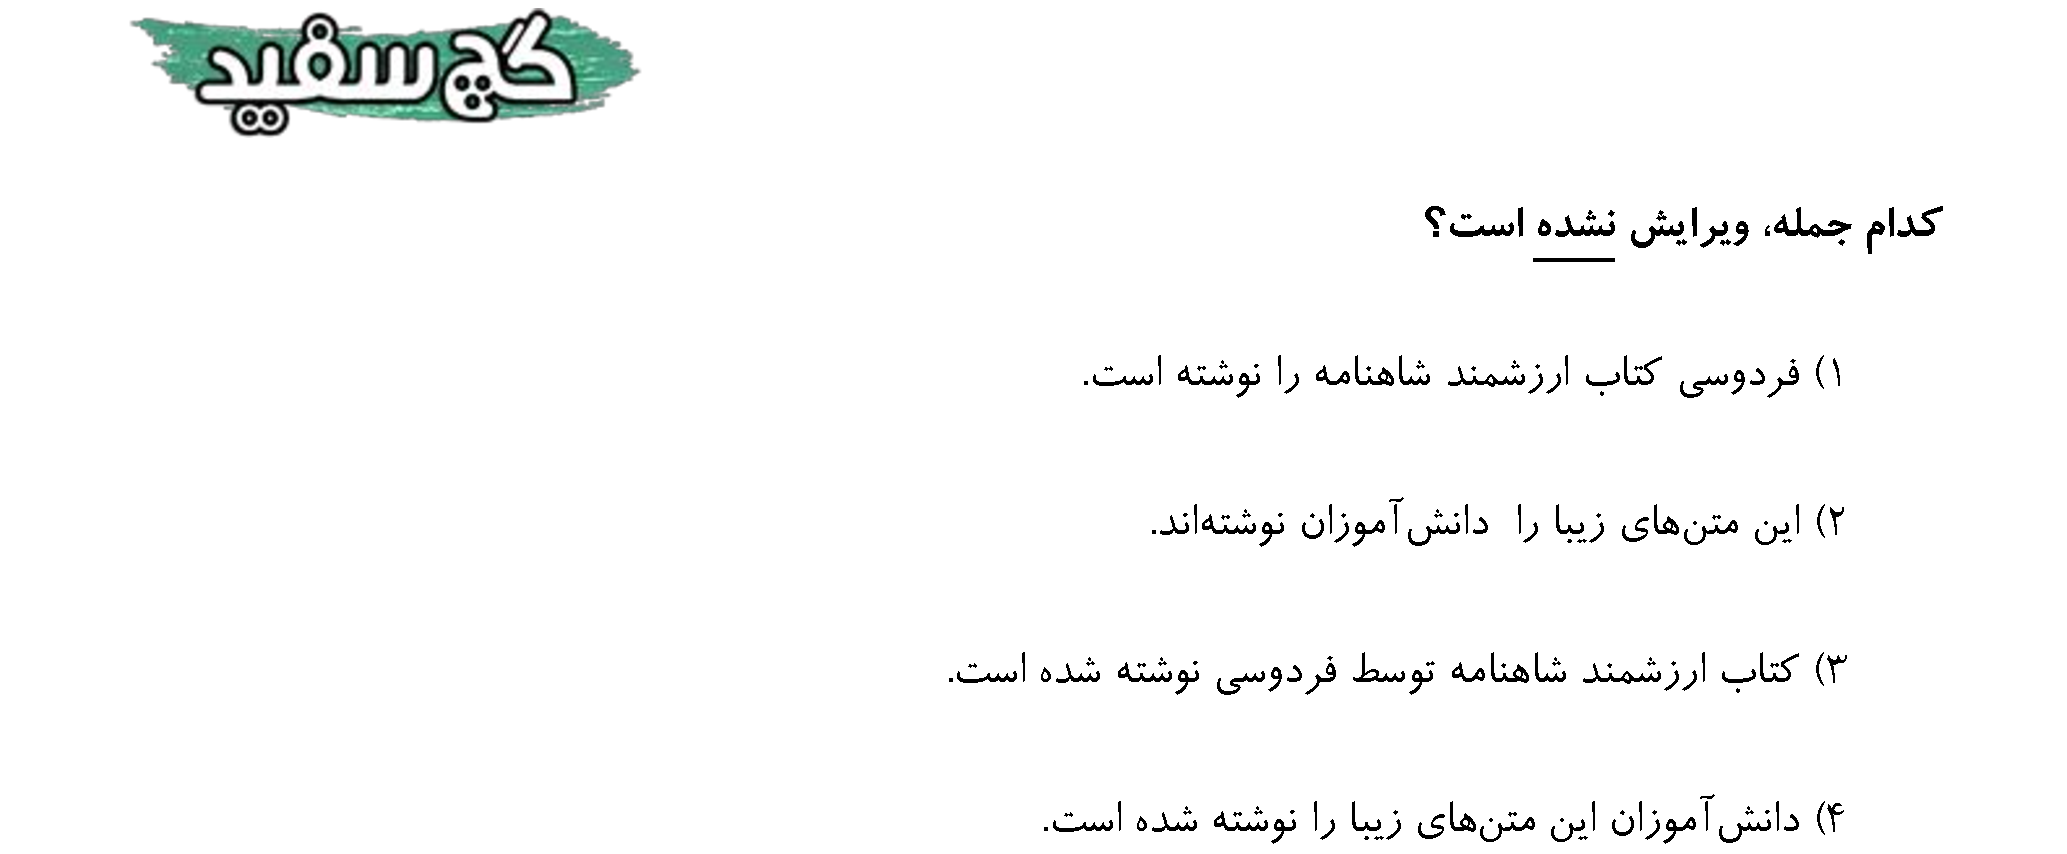 گچ سفید
کدام جمله، ویرایش نشده است؟
۱) فردوسی کتاب ارزشمند شاهنامه را نوشته است.
۲) این متن‌های زیبا را دانش‌آموزان نوشته‌اند.
۳) کتاب ارزشمند شاهنامه توسط فردوسی نوشته شده است.
۴) دانش‌آموزان این متن‌های زیبا را نوشته شده است.